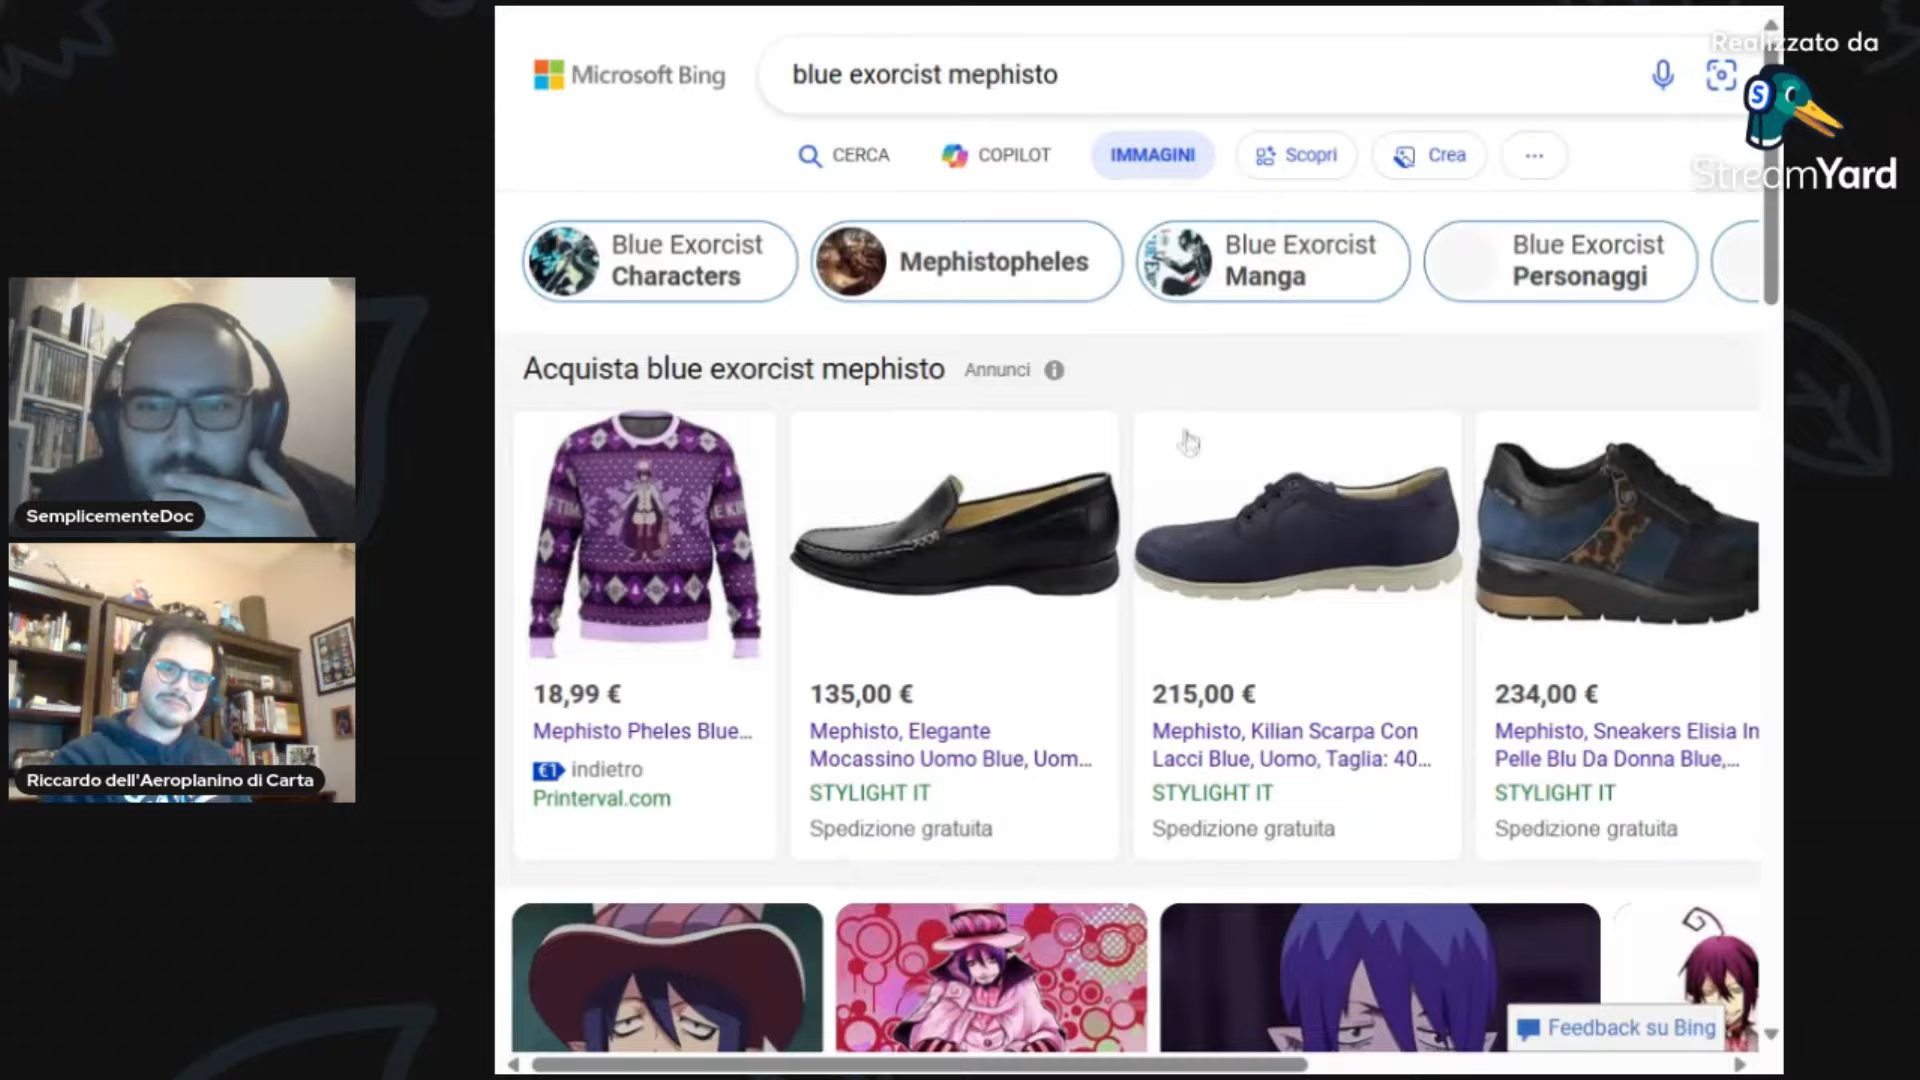 Realizzato da
StreamYard
Microsoft Bing
blue exorcist mephisto
CERCA
COPILOT
IMMAGINI
Scopri
Crea
Blue Exorcist
Characters
Mephistopheles
Blue Exorcist
Manga
Blue Exorcist
Personaggi
Acquista blue exorcist mephisto Annunci
18,99 €
Mephisto Pheles Blue...
€1 indietro
Printerval.com
135,00 €
Mephisto, Elegante
Mocassino Uomo Blue, Uom...
STYLIGHT IT
Spedizione gratuita
215,00 €
Mephisto, Kilian Scarpa Con
Lacci Blue, Uomo, Taglia: 40...
STYLIGHT IT
Spedizione gratuita
234,00 €
Mephisto, Sneakers Elisia In
Pelle Blu Da Donna Blue,...
STYLIGHT IT
Spedizione gratuita
Feedback su Bing
SemplicementeDoc
Riccardo dell'Aeroplanino di Carta